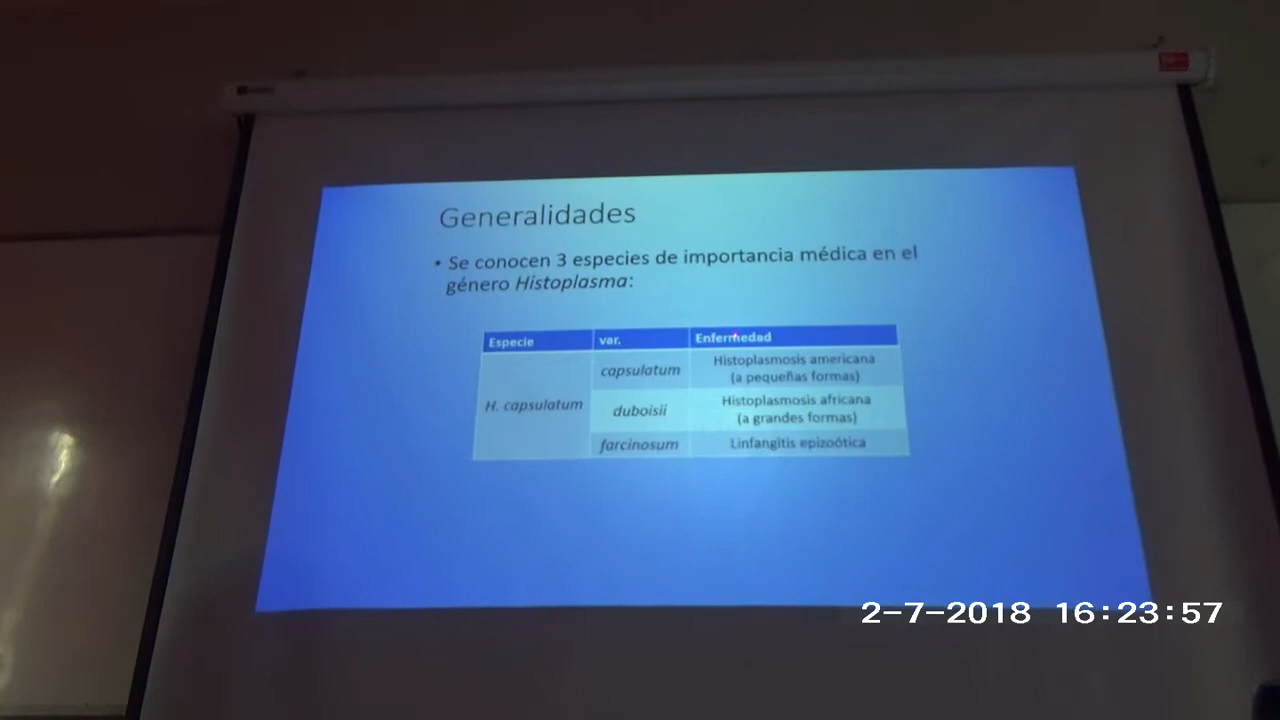 Generalidades
• Se conocen 3 especies de importancia médica en el
género Histoplasma:
Especie var. Enfermedad
H. capsulatum
capsulatum Histoplasmosis americana
(a pequeñas formas)
duboisii Histoplasmosis africana
(a grandes formas)
farcinosum Linfangitis epizoótica
2-7-2018 16:23:57